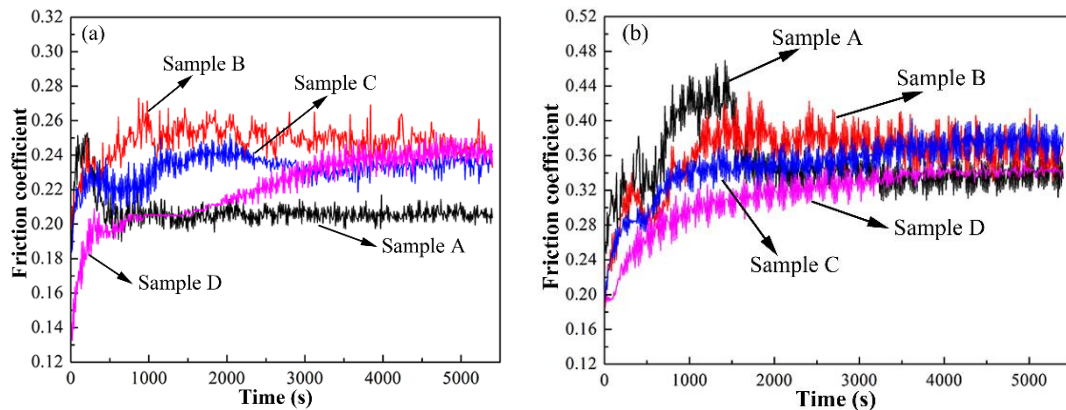 (a)
Friction coefficient
0.32
0.30
0.28
0.26
0.24
0.22
0.20
0.18
0.16
0.14
0.12
Sample B
Sample C
Sample A
Sample D
0
1000
2000
3000
4000
5000
Time (s)
(b)
Friction coefficient
0.52
0.48
0.44
0.40
0.36
0.32
0.28
0.24
0.20
0.16
0.12
Sample A
Sample B
Sample D
Sample C
0
1000
2000
3000
4000
5000
Time (s)